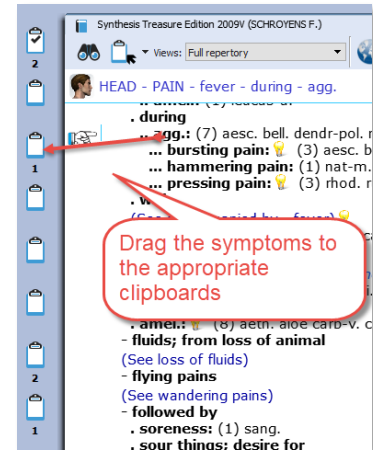 Synthesis Treasure Edition 2009V (SCHROYENS F.)
2
Views: Full repertory
HEAD - PAIN - fever - during - agg.
. during
.. agg.: (7) aesc. bell. dendr-pol.
... bursting pain: (3) aesc. b
1
... hammering pain: (1) nat-m.
... pressing pain: (3) rhod. r
Drag the symptoms to
the appropriate
clipboards
. amel.: (8) aeth. aloe carb-v. c
- fluids; from loss of animal
(See loss of fluids)
2
- flying pains
(See wandering pains)
- followed by
1
. soreness: (1) sang.
. sour things; desire for